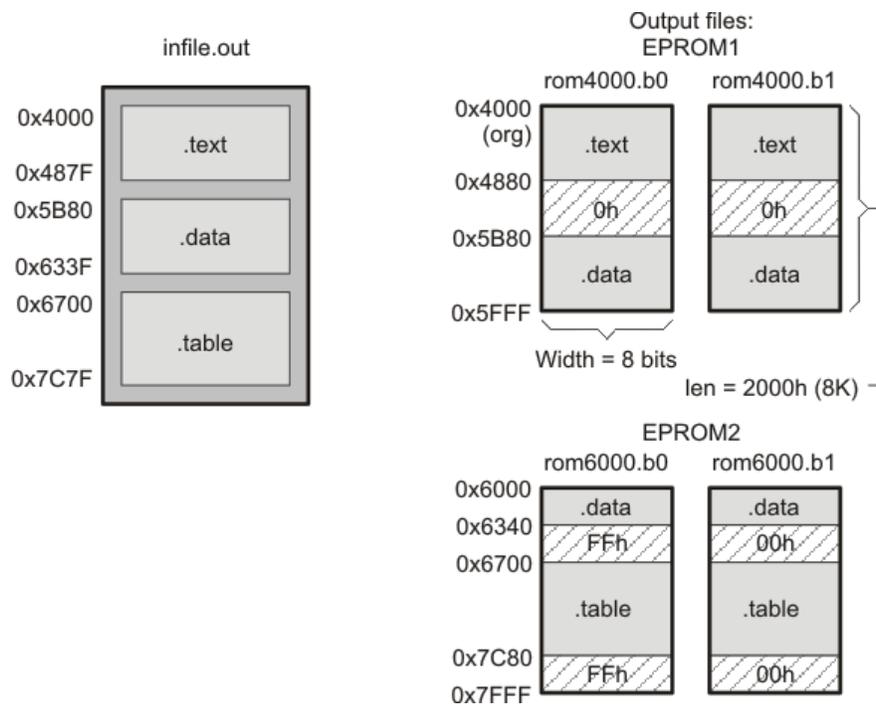 infile.out
0x4000
.text
0x487F
0x5B80
.data
0x633F
0x6700
.table
0x7C7F
Output files:
EPROM1
rom4000.b0 rom4000.b1
0x4000
(org)
.text .text
0x4880
0h 0h
0x5B80
.data .data
0x5FFF
Width = 8 bits
len = 2000h (8K)
EPROM2
rom6000.b0 rom6000.b1
0x6000
.data .data
0x6340
FFh 00h
0x6700
.table .table
0x7C80
FFh 00h
0x7FFF